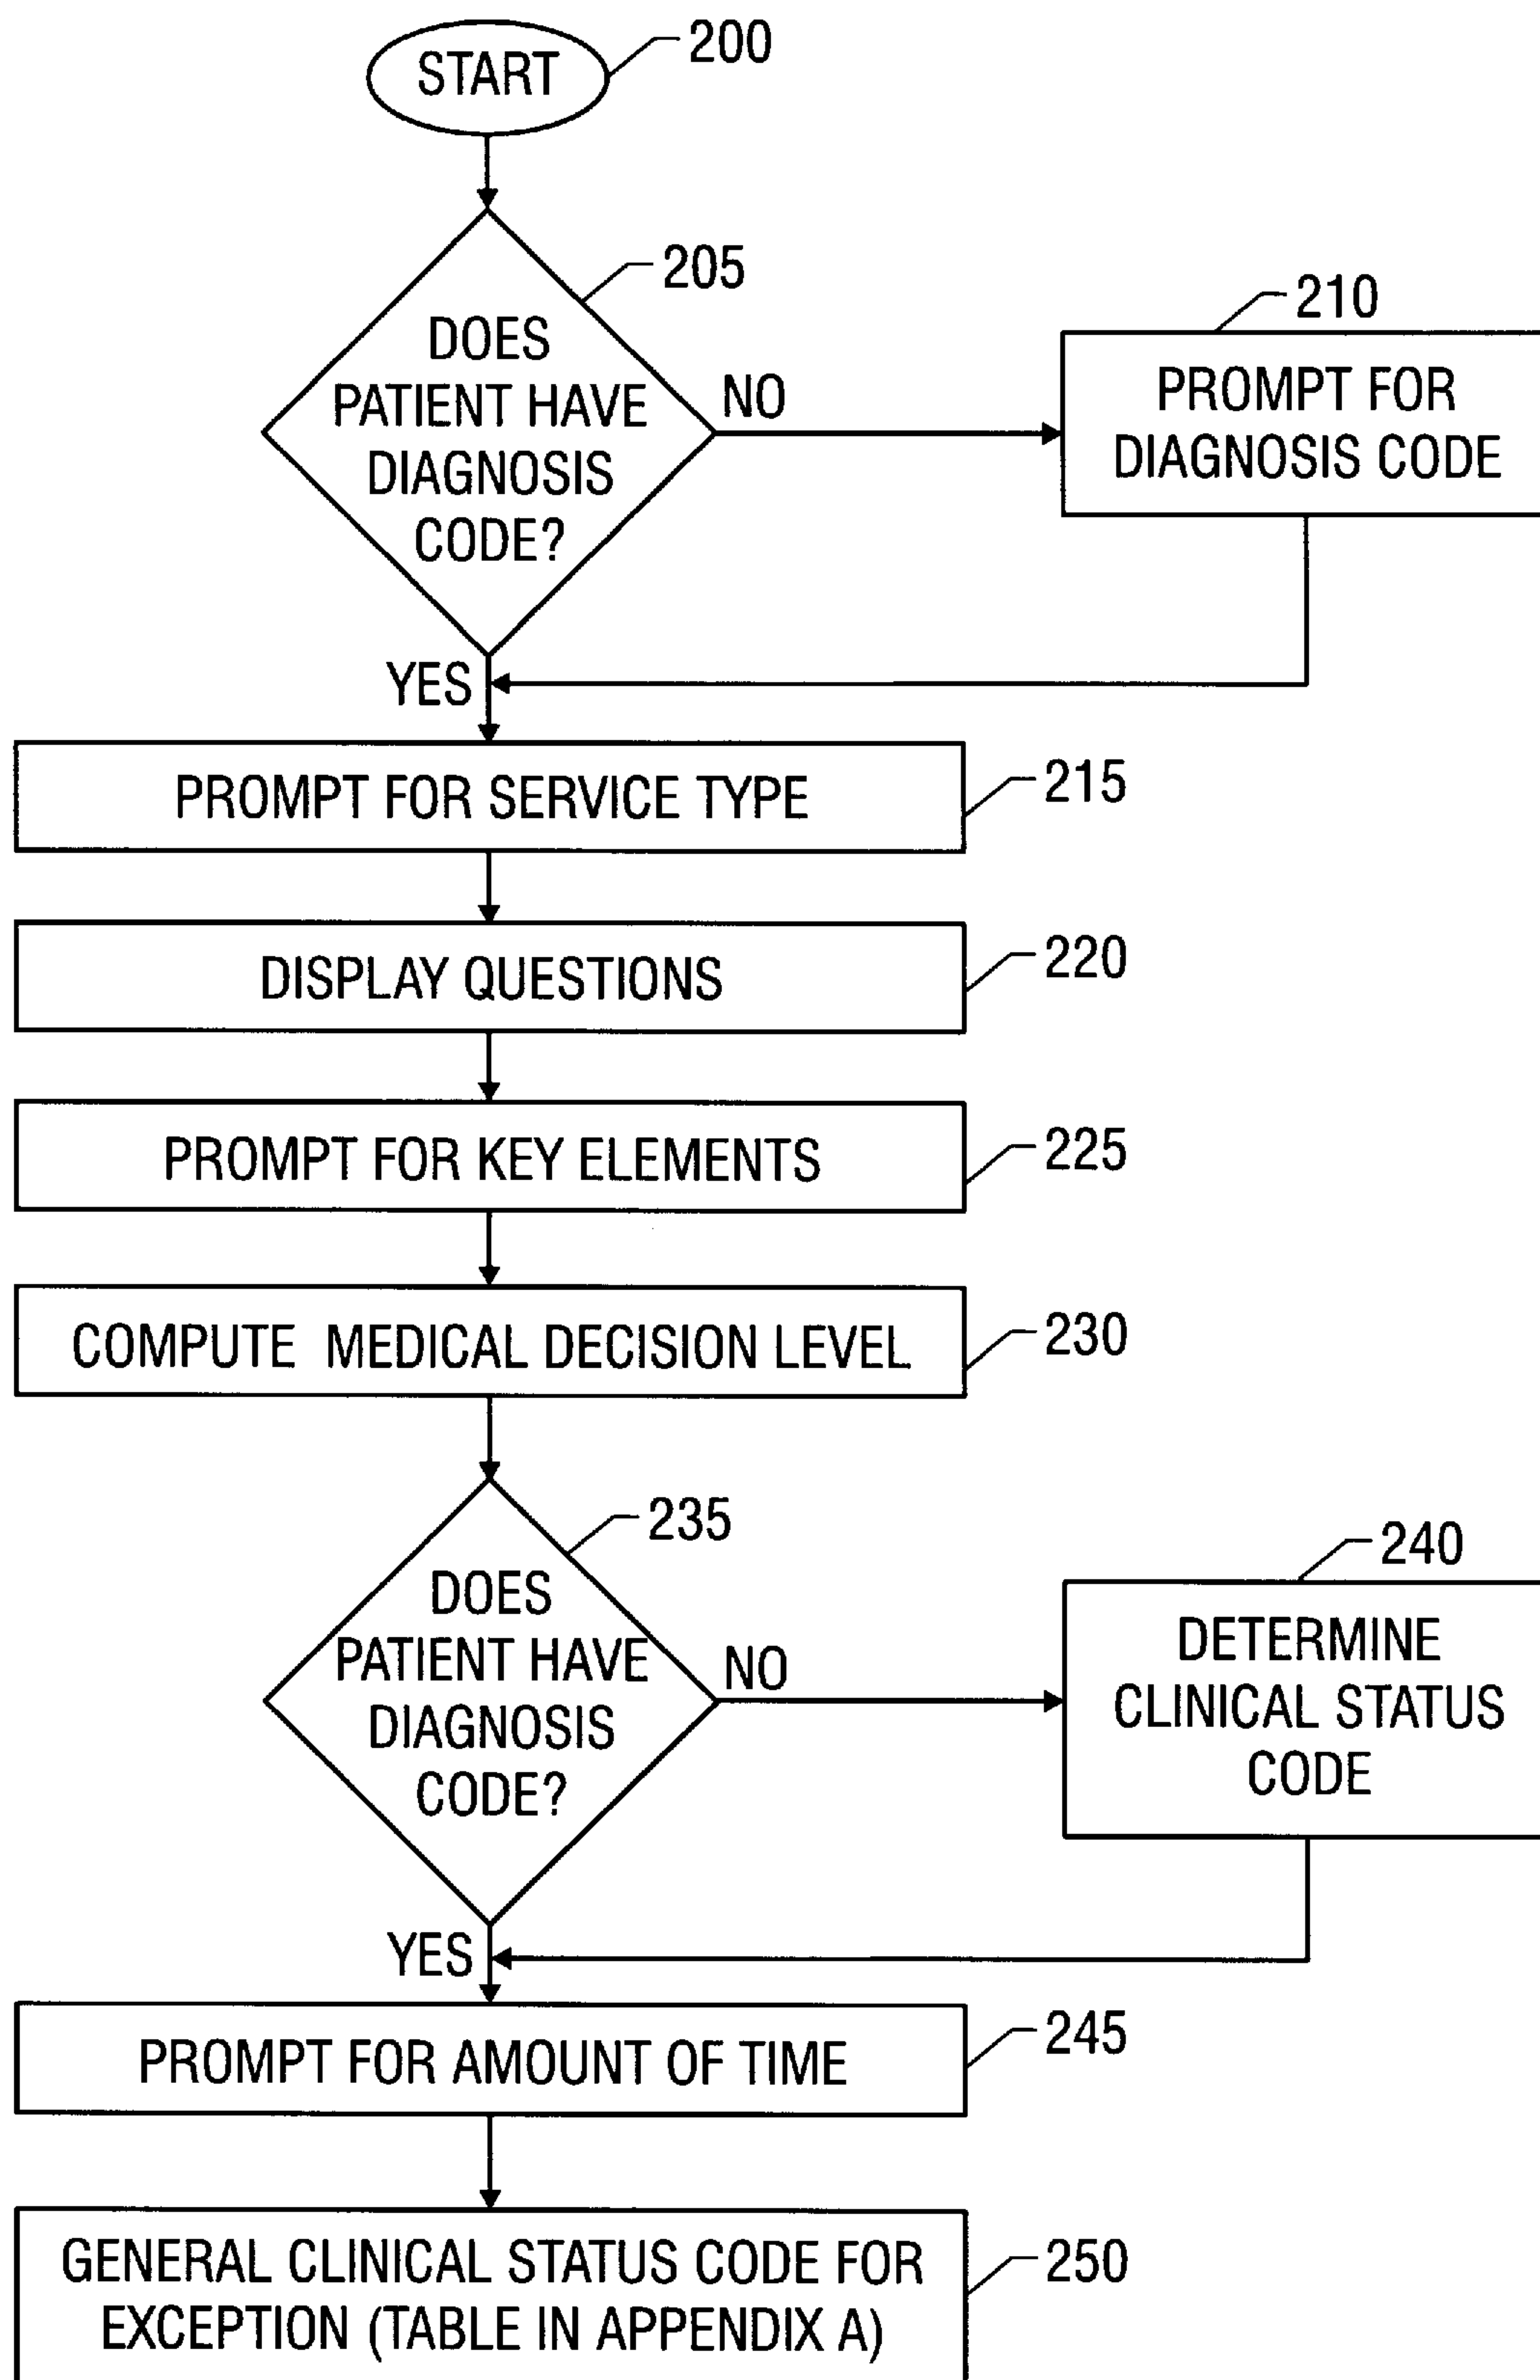 START
200
205
DOES
PATIENT HAVE
DIAGNOSIS
CODE?
NO
210
PROMPT FOR
DIAGNOSIS CODE
YES
PROMPT FOR SERVICE TYPE
215
DISPLAY QUESTIONS
220
PROMPT FOR KEY ELEMENTS
225
COMPUTE MEDICAL DECISION LEVEL
230
235
DOES
PATIENT HAVE
DIAGNOSIS
CODE?
NO
240
DETERMINE
CLINICAL STATUS
CODE
YES
PROMPT FOR AMOUNT OF TIME
245
GENERAL CLINICAL STATUS CODE FOR
EXCEPTION (TABLE IN APPENDIX A)
250